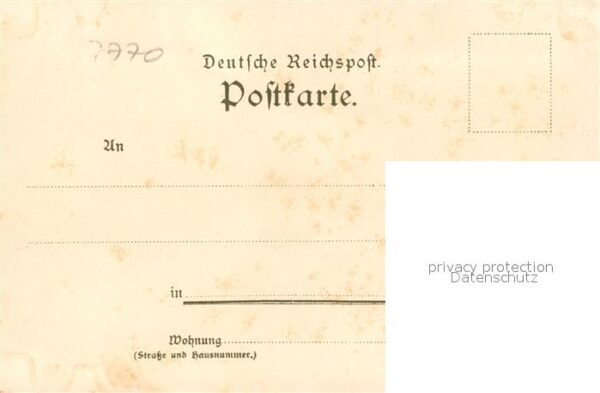 7770
Deutsche Reichspost.
Postkarte.
An
in
Wohnung
(Straße und Hausnummer.)
privacy protection
Datenschutz